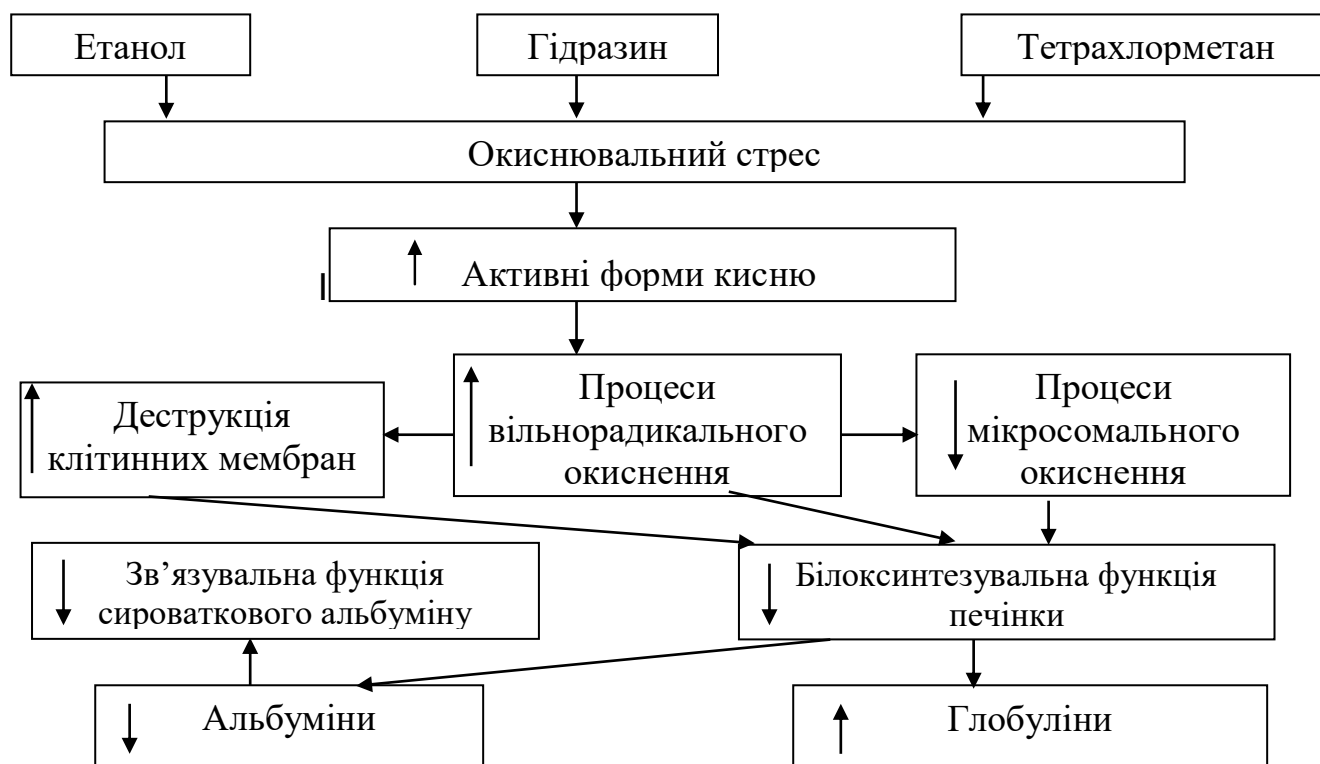 Етанол
Гідразин
Тетрахлорметан
Окиснювальний стрес
Активні форми кисню
Деструкція
клітинних мембран
Процеси
вільнорадикального
окиснення
Процеси
мікросомального
окиснення
Зв’язувальна функція
сироваткового альбуміну
Білоксинтезувальна функція
печінки
Альбуміни
Глобуліни